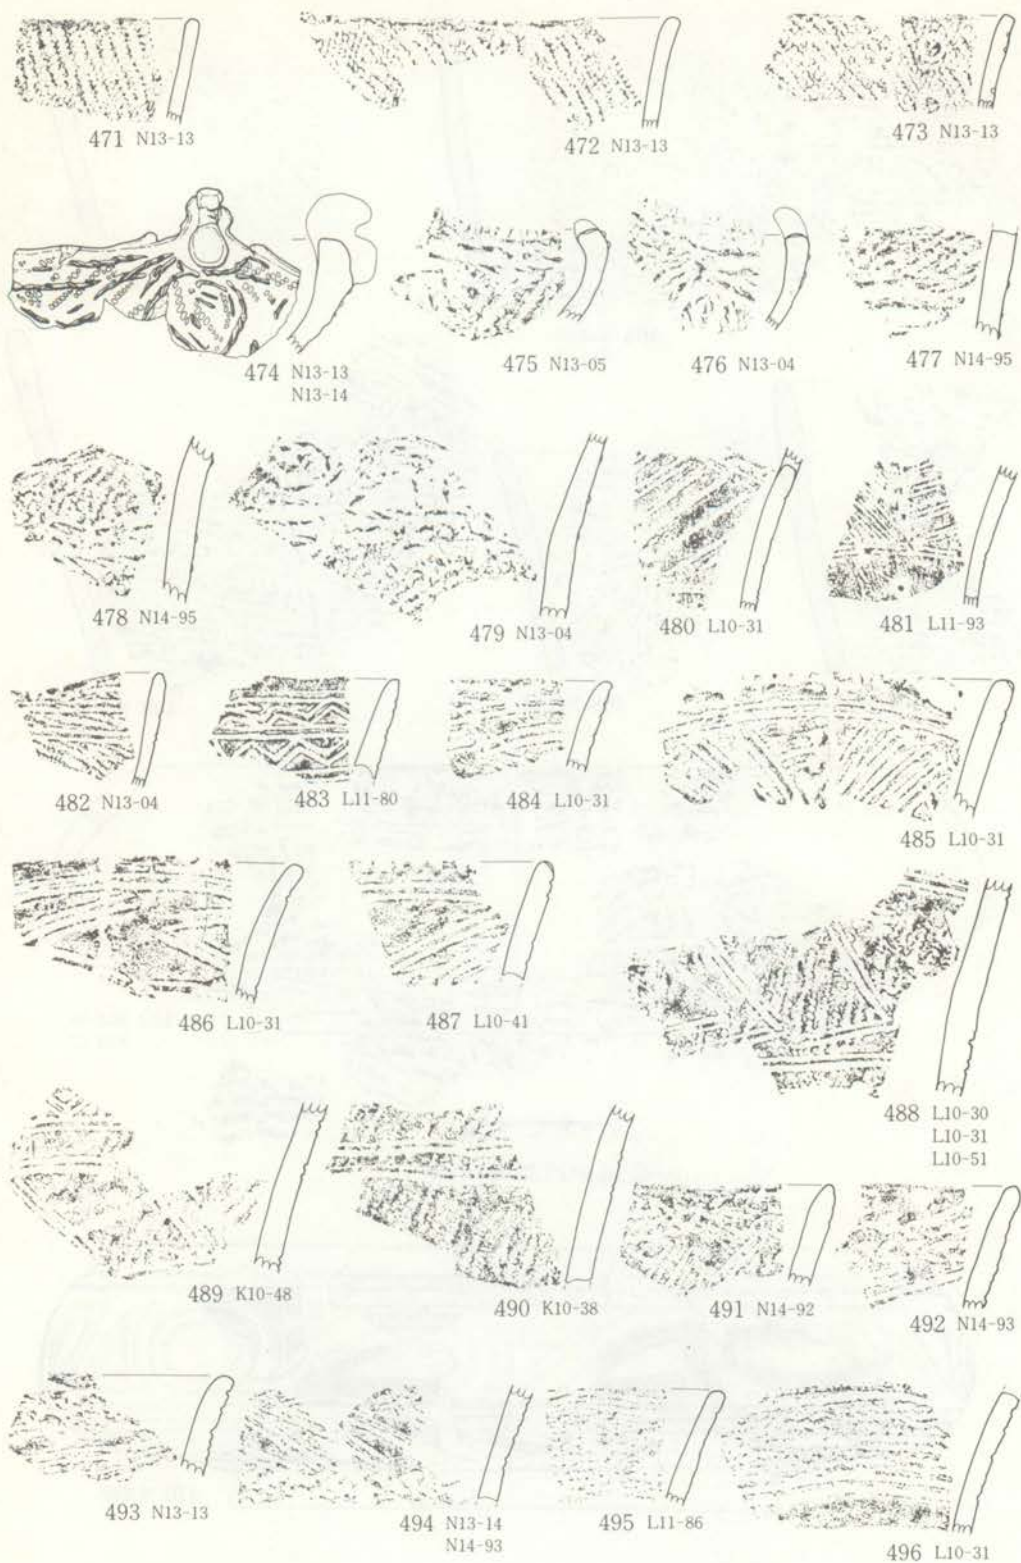 471 N13-13
472 N13-13
473 N13-13
474 N13-13
N13-14
475 N13-05
476 N13-04
477 N14-95
478 N14-95
479 N13-04
480 L10-31
481 L11-93
482 N13-04
483 L11-80
484 L10-31
485 L10-31
486 L10-31
487 L10-41
488 L10-30
L10-31
L10-51
489 K10-48
490 K10-38
491 N14-92
492 N14-93
493 N13-13
494 N13-14
N14-93
495 L11-86
496 L10-31